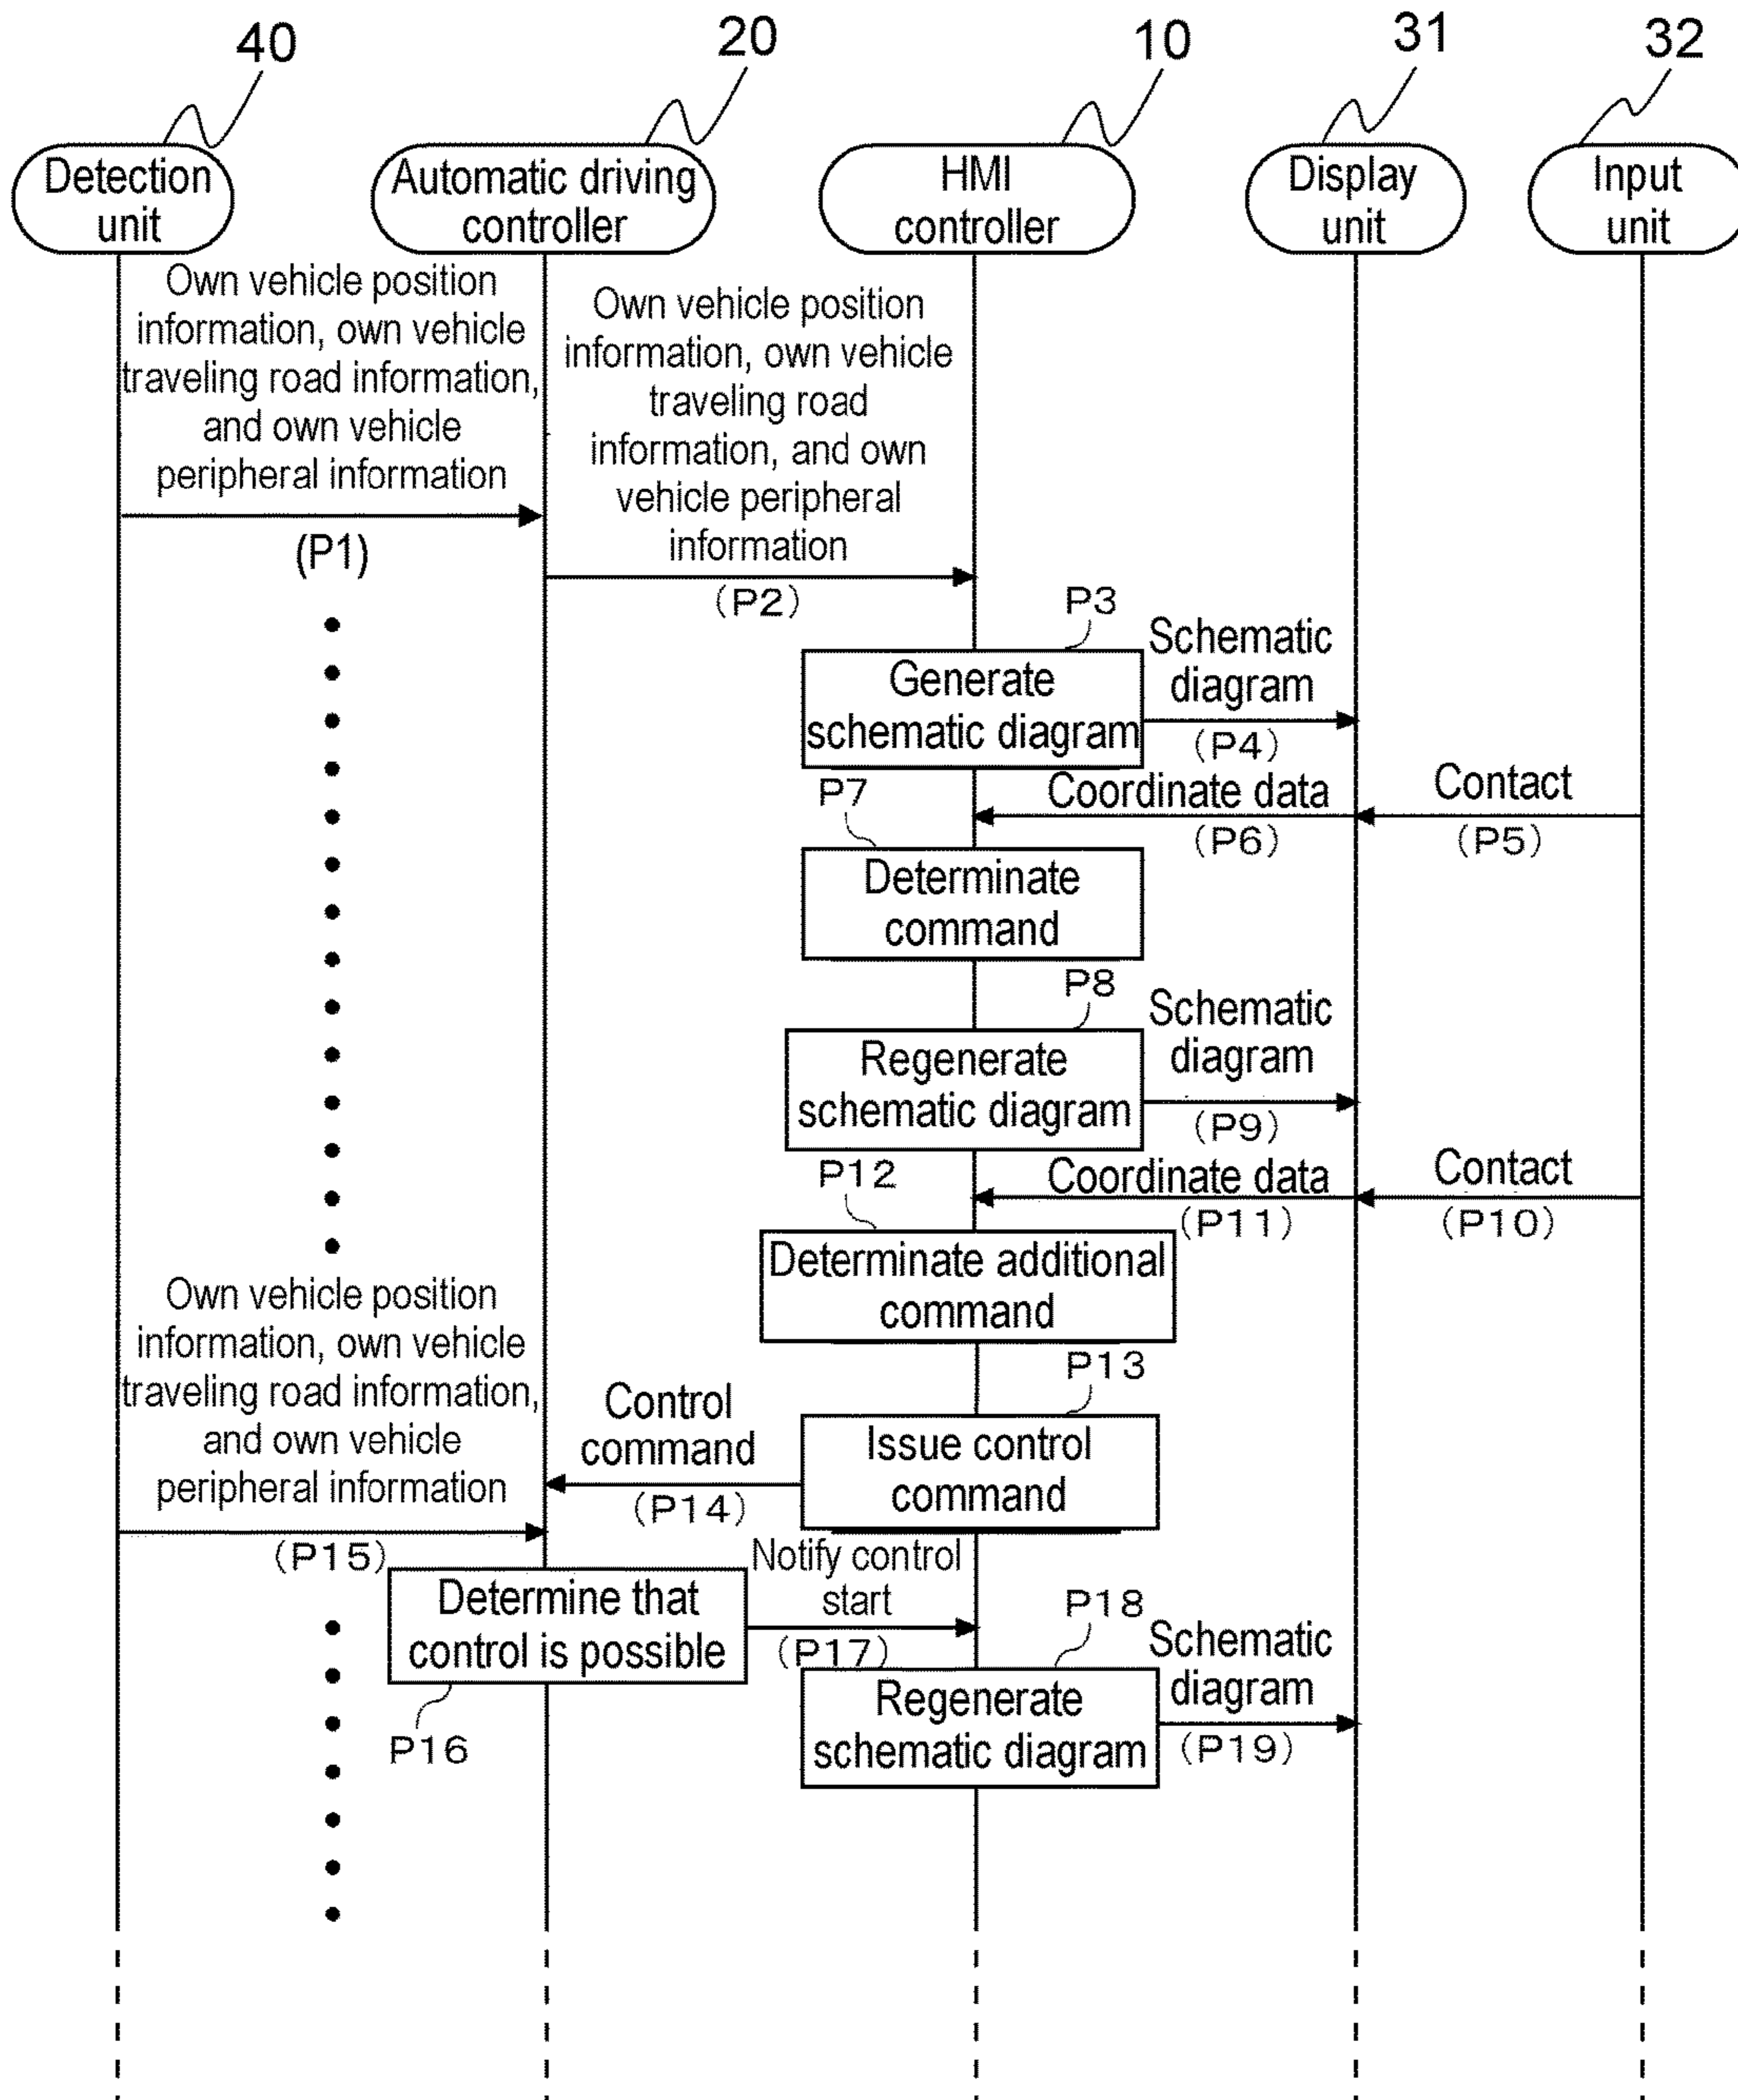 40
20
10
31
32
Detection
unit
Automatic driving
controller
HMI
controller
Display
unit
Input
unit
Own vehicle position
information, own vehicle
traveling road information,
and own vehicle
peripheral information
(P1)
Own vehicle position
information, own vehicle
traveling road
information, and own
vehicle peripheral
information
(P2)
P3
Generate
schematic diagram
Schematic
diagram
(P4)
Contact
(P5)
Coordinate data
(P6)
P7
Determinate
command
P8
Regenerate
schematic diagram
Schematic
diagram
(P9)
Contact
(P10)
Coordinate data
(P11)
P12
Determinate additional
command
P13
Issue control
command
Control
command
(P14)
Own vehicle position
information, own vehicle
traveling road information,
and own vehicle
peripheral information
(P15)
Determine that
control is possible
P16
Notify control
start
(P17)
P18
Regenerate
schematic diagram
Schematic
diagram
(P19)